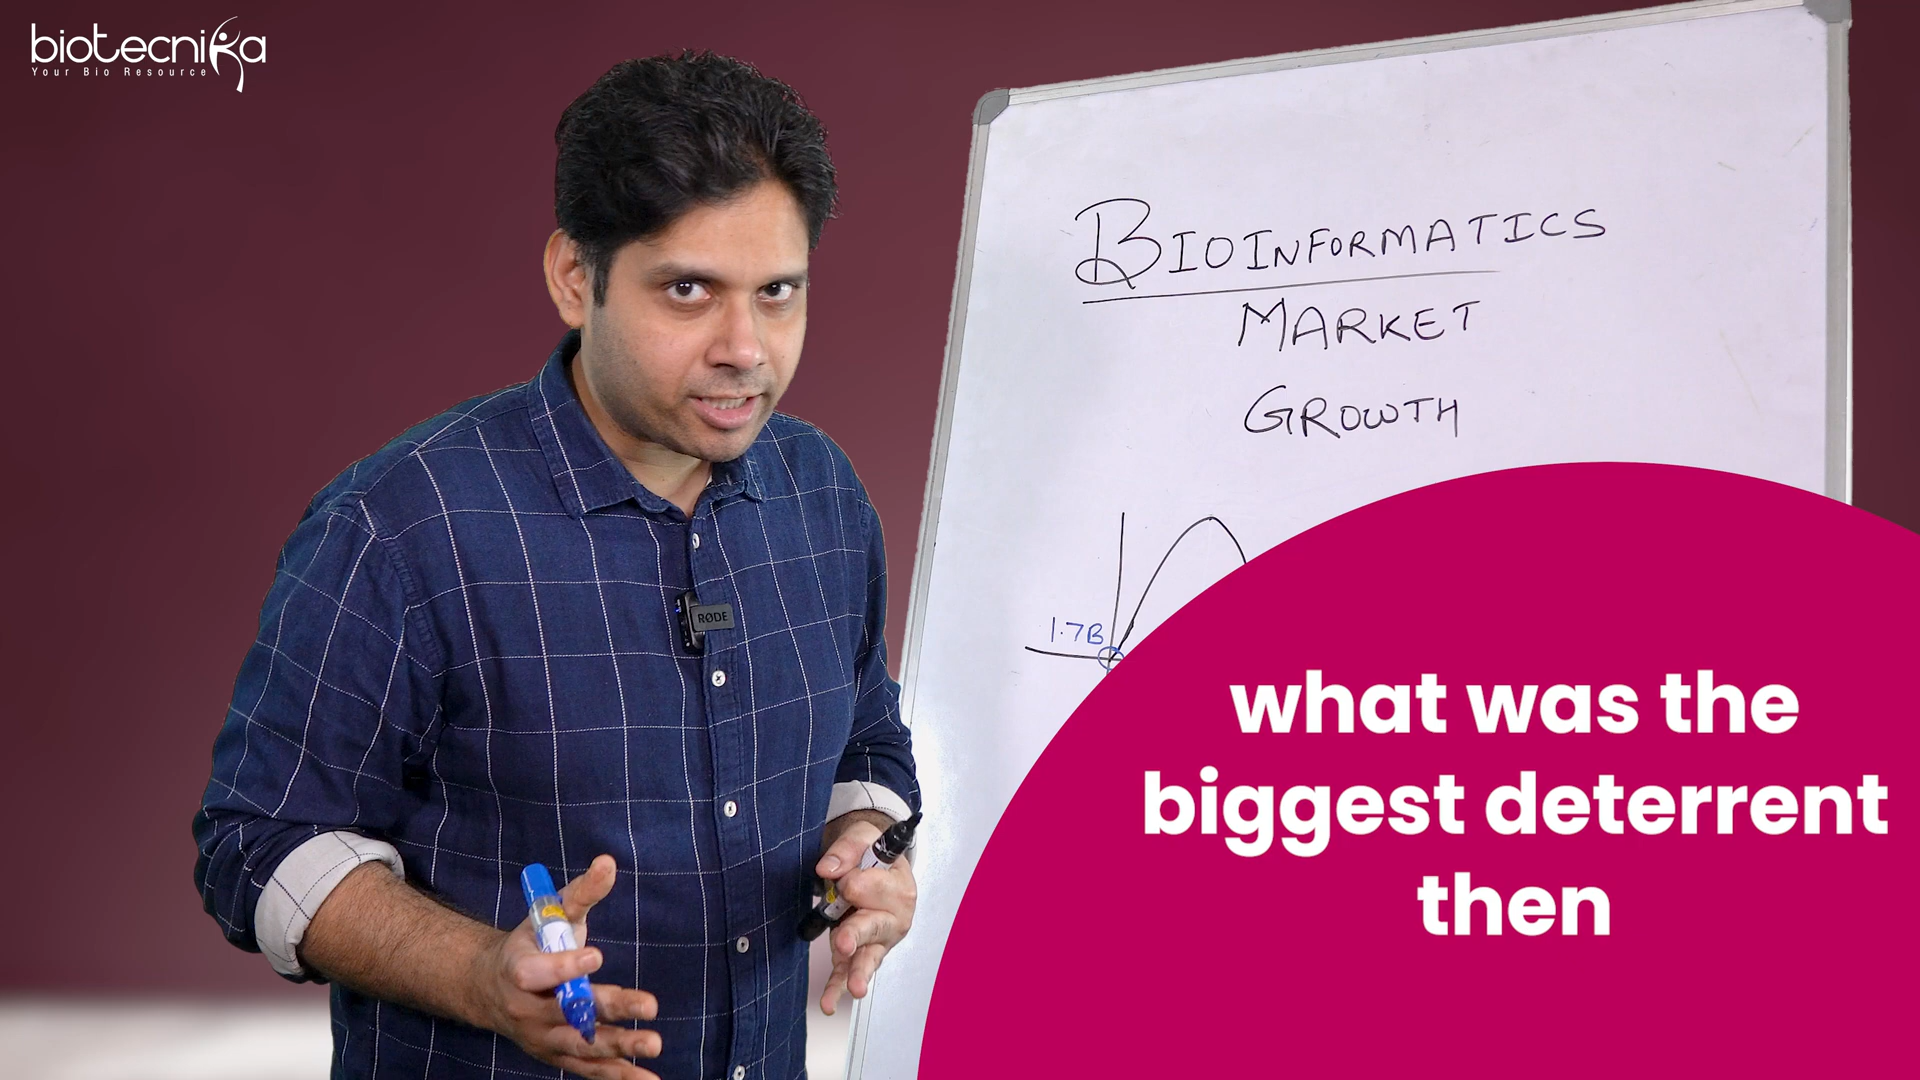 biotecnika
Your Bio Resource
BIOINFORMATICS
MARKET
GROWTH
1.7B
RØDE
what was the
biggest deterrent
then